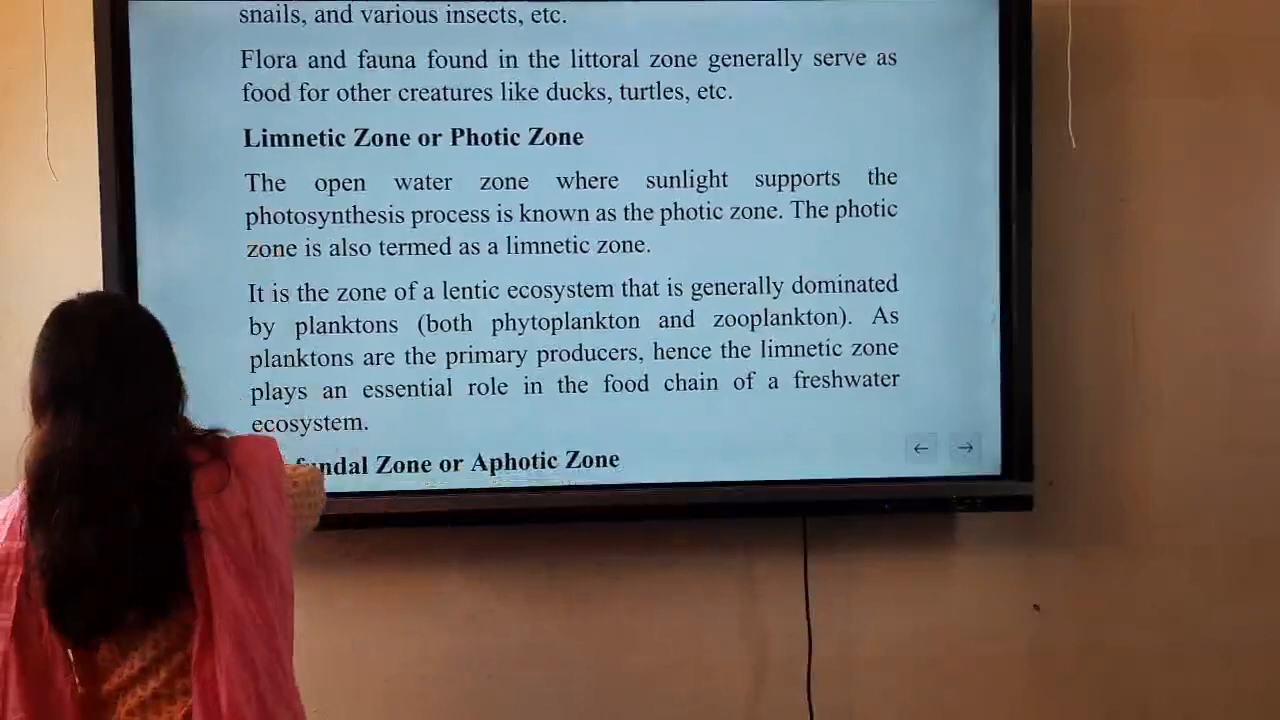 snails, and various insects, etc.
Flora and fauna found in the littoral zone generally serve as
food for other creatures like ducks, turtles, etc.
Limnetic Zone or Photic Zone
The open water zone where sunlight supports the
photosynthesis process is known as the photic zone. The photic
zone is also termed as a limnetic zone.
It is the zone of a lentic ecosystem that is generally dominated
by planktons (both phytoplankton and zooplankton). As
planktons are the primary producers, hence the limnetic zone
plays an essential role in the food chain of a freshwater
ecosystem.
Zone or Aphotic Zone